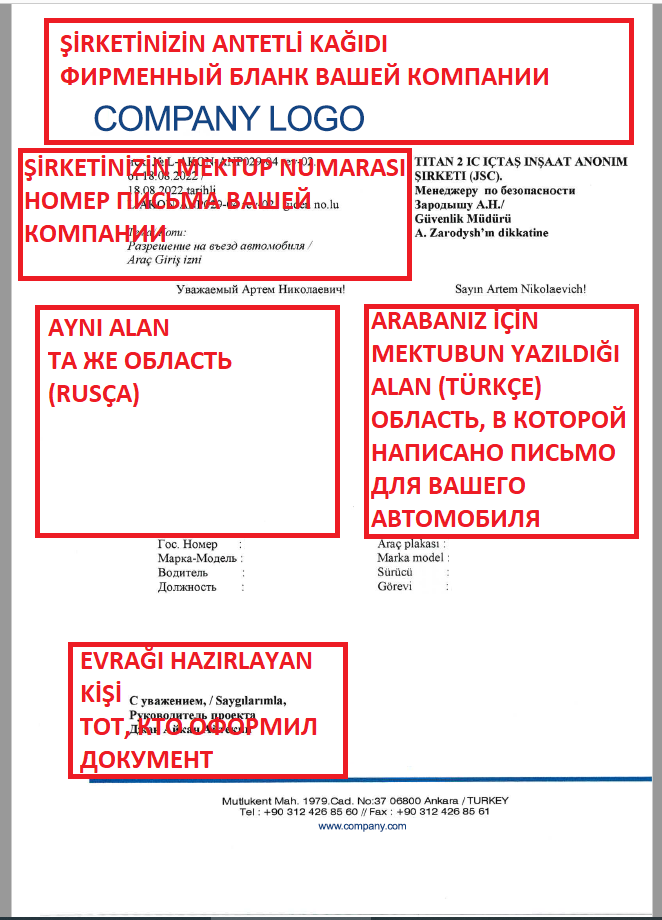 ŞİRKETİNİZİN ANTETLİ KAĞIDI
ФИРМЕННЫЙ БЛАНК ВАШЕЙ КОМПАНИИ
COMPANY LOGO
ŞİRKETİNİZİN MEKTUP NUMARASI
НОМЕР ПИСЬМА ВАШЕЙ
КОМПАНИИ
от 18.08.2022 /
18.08.2022 tarihli
no.lu
Разрешение на въезд автомобиля /
Araç Giriş izni
TITAN 2 IC IÇTAŞ INŞAAT ANONIM
ŞIRKETI (JSC).
Менеджеру по безопасности
Зародышу А.Н./
Güvenlik Müdürü
A. Zarodysh’ın dikkatine
Уважаемый Артем Николаевич!
Sayın Artem Nikolaevich!
AYNI ALAN
ТА ЖЕ ОБЛАСТЬ
(RUSÇA)
ARABANIZ İÇİN
MEKTUBUN YAZILDIĞI
ALAN (TÜRKÇE)
ОБЛАСТЬ, В КОТОРОЙ
НАПИСАНО ПИСЬМО
ДЛЯ ВАШЕГО
АВТОМОБИЛЯ
Гос. Номер :
Марка-Модель :
Водитель :
Должность :
Araç plakası :
Marka model :
Sürücü :
Görevi :
EVRAĞI HAZIRLAYAN
KİŞİ
ТОТ, КТО ОФОРМИЛ
ДОКУМЕНТ
С уважением, / Saygılarımla,
Руководитель проекта
Mutlukent Mah. 1979.Cad. No:37 06800 Ankara / TURKEY
Tel : +90 312 426 85 60 // Fax : +90 312 426 85 61
www.company.com